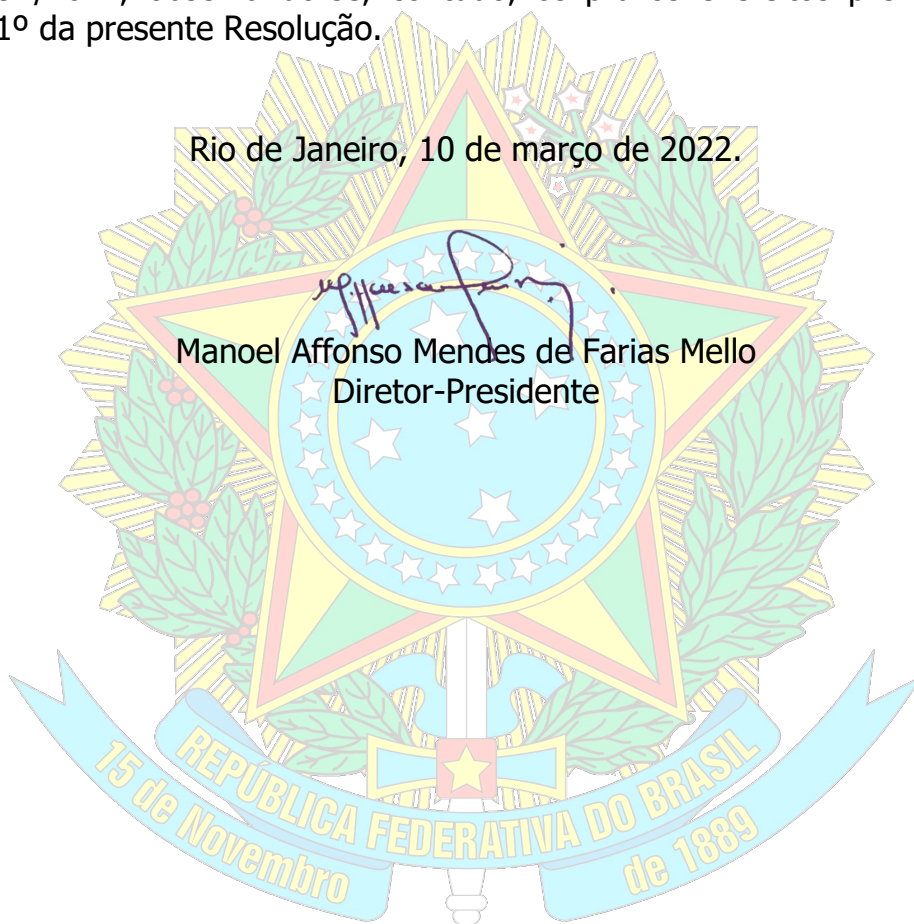 1º da presente Resolução.
Rio de Janeiro, 10 de março de 2022.
Manoel Affonso Mendes de Farias Mello
Diretor-Presidente
REPÚBLICA FEDERATIVA DO BRASIL
15 de Novembro
de 1889